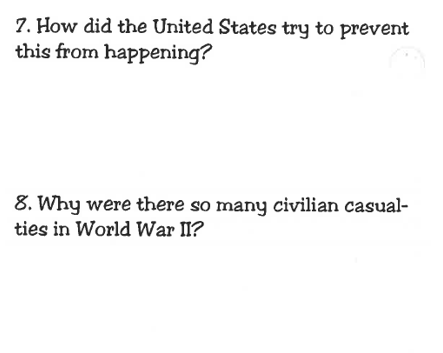 7. How did the United States try to prevent
this from happening?
8. Why were there so many civilian casual-
ties in World War II?